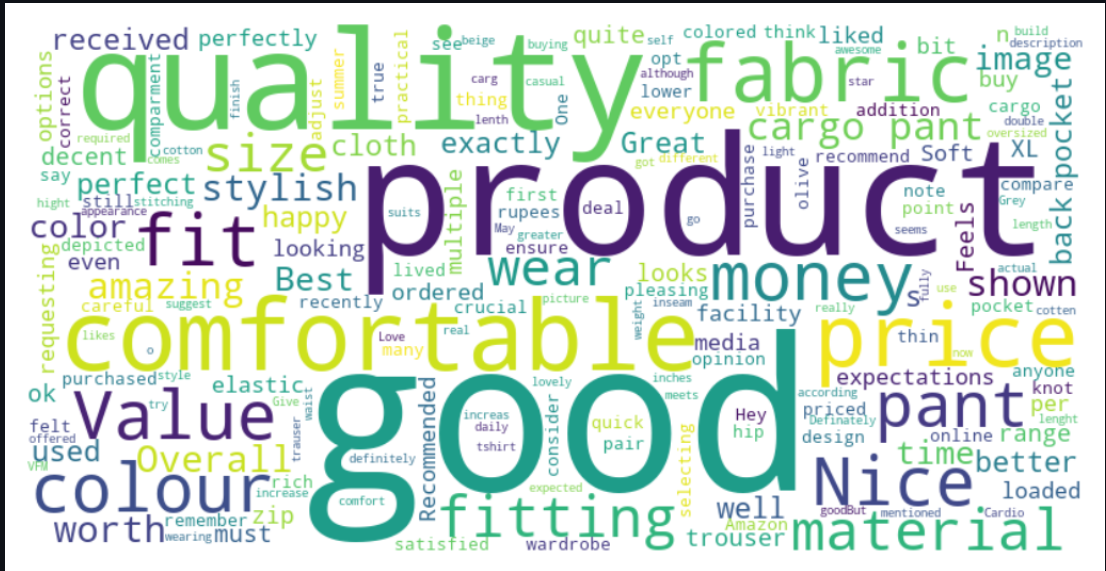 received
perfectly
quality
see
beige
buying
self
quite
colored
think
liked
n
build
description
options
correct
comparment
finish
summer
adjust
true
practical
carg
casual
thing
lenth
One
opt
although
awesome
lower
star
fabric
bit
image
buy
everyone
vibrant
addition
cargo
double
oversized
required
cotton
comes
decent
size
cloth
exactly
Great
got
different
cargo pant
light
recommend
Soft
XL
back pocket
say
perfect
stylish
product
purchase
olive
note
point
compare
Grey
length
hight
still
stitching
appearance
happy
suits
first
rupees
May
greater
deal
go
seems
color
fit
looking
multiple
ensure
Feels
depicted
even
requesting
amazing
Best
lived
ordered
wear
looks
pleasing
money
s
fully
shown
actual
careful
suggest
recently
crucial
picture
weight
inseam
facility
use
pocket
cotten
likes
comfortable
Love
real
many
media
opinion
really
price
thin
now
o
purchased
style
elastic
good
lovely
inches
meets
expectations
anyone
knot
according
ok
try
Value
Give
waist
trauser
Recommended
increas
daily
tshirt
consider
quick
pair
Hey
hip
priced
Definately
design
pant
per
lenght
felt
offered
used
VFM
Overall
definitely
selecting
online
range
time
better
colour
rich
increase
comfort
expected
Nice
loaded
worth
remember
wearing
zip
must
fitting
well
Amazon
goodBut
mentioned
Cardio
satisfied
wardrobe
trouser
material